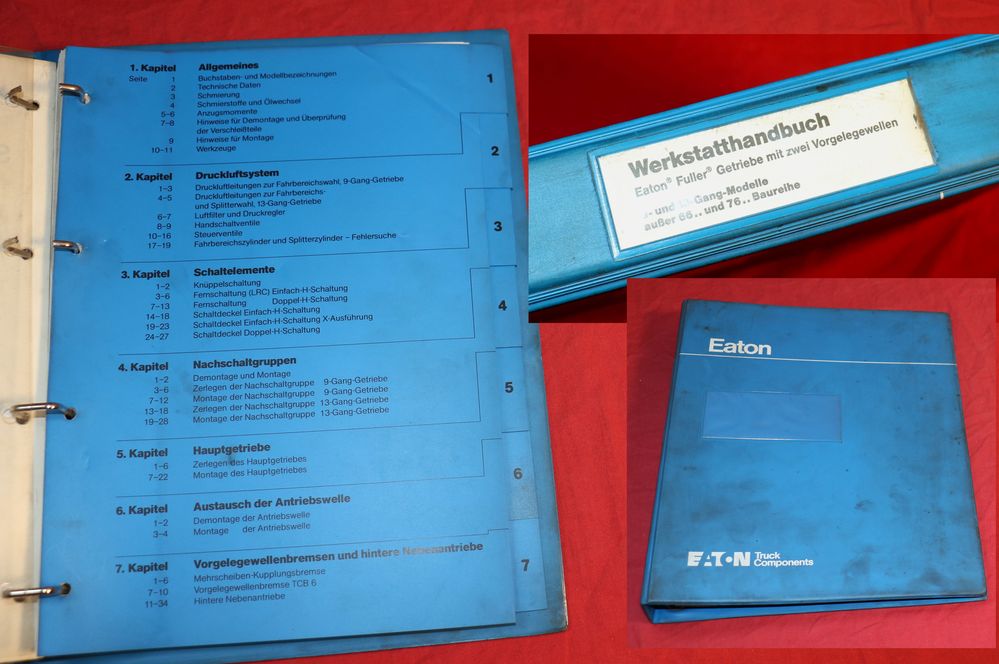 1. Kapitel Allgemeines
Seite 1 Buchstaben- und Modellbezeichnungen
2 Technische Daten
3 Schmierung
4 Schmierstoffe und Ölwechsel
5–6 Anzugsmomente
7–8 Hinweise für Demontage und Überprüfung
der Verschleißteile
9 Hinweise für Montage
10–11 Werkzeuge
1
2. Kapitel Druckluftsystem
1–3 Druckluftleitungen zur Fahrbereichswahl, 9-Gang-Getriebe
4–5 Druckluftleitungen zur Fahrbereichs-
und Splitterwahl, 13-Gang-Getriebe
6–7 Luftfilter und Druckregler
8–9 Handschaltventile
10–16 Steuerventile
17–19 Fahrbereichszylinder und Splitterzylinder – Fehlersuche
2
3. Kapitel Schaltelemente
1–2 Knüppelschaltung
3–6 Fernschaltung (LRC) Einfach-H-Schaltung
7–13 Fernschaltung Doppel-H-Schaltung
14–18 Schaltdeckel Einfach-H-Schaltung
19–23 Schaltdeckel Einfach-H-Schaltung X-Ausführung
24–27 Schaltdeckel Doppel-H-Schaltung
3
4. Kapitel Nachschaltgruppen
1–2 Demontage und Montage
3–6 Zerlegen der Nachschaltgruppe 9-Gang-Getriebe
7–12 Montage der Nachschaltgruppe 9-Gang-Getriebe
13–18 Zerlegen der Nachschaltgruppe 13-Gang-Getriebe
19–28 Montage der Nachschaltgruppe 13-Gang-Getriebe
4
5. Kapitel Hauptgetriebe
1–6 Zerlegen des Hauptgetriebes
7–22 Montage des Hauptgetriebes
5
6. Kapitel Austausch der Antriebswelle
1–2 Demontage der Antriebswelle
3–4 Montage der Antriebswelle
6
7. Kapitel Vorgelegewellenbremsen und hintere Nebenantriebe
1–6 Mehrscheiben-Kupplungsbremse
7–10 Vorgelegewellenbremse TCB 6
11–34 Hintere Nebenantriebe
7
Werkstatthandbuch
Eaton® Fuller® Getriebe mit zwei Vorgelegewellen
und -Gang-Modelle
außer 66.. und 76.. Baureihe
Eaton
EATON Truck
Components